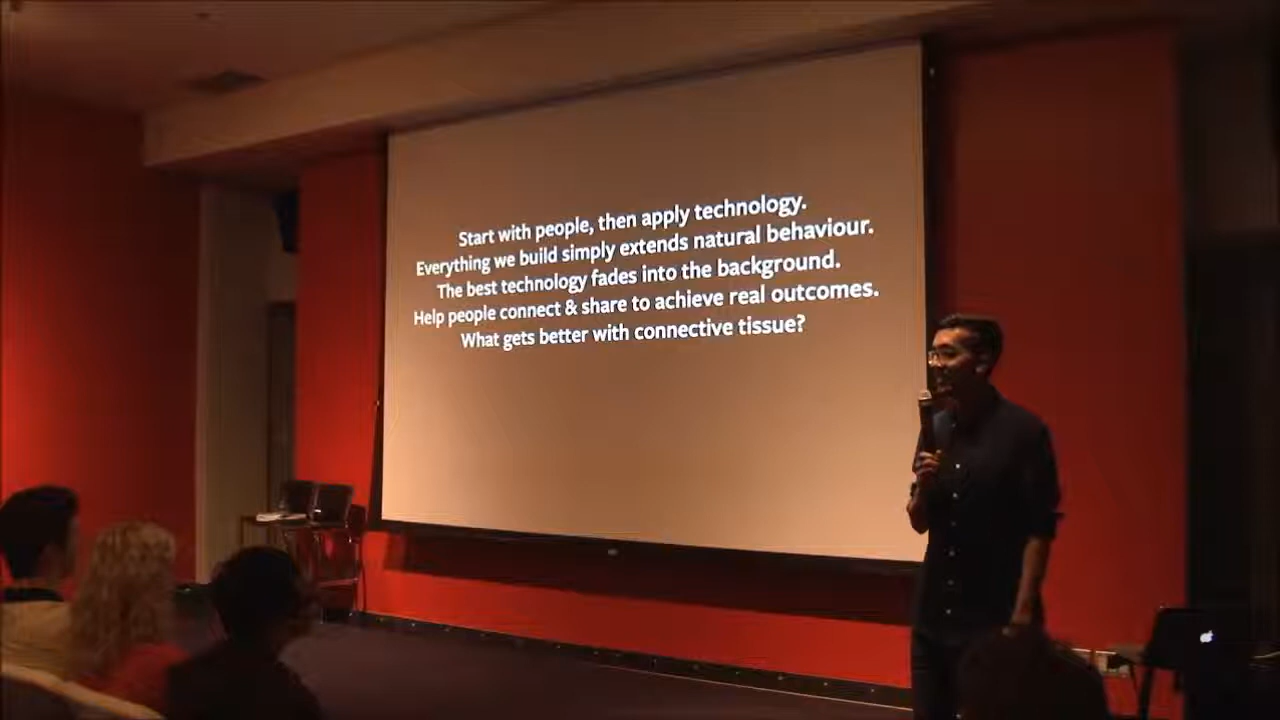 Start with people, then apply technology.
Everything we build simply extends natural behaviour.
The best technology fades into the background.
Help people connect & share to achieve real outcomes.
What gets better with connective tissue?